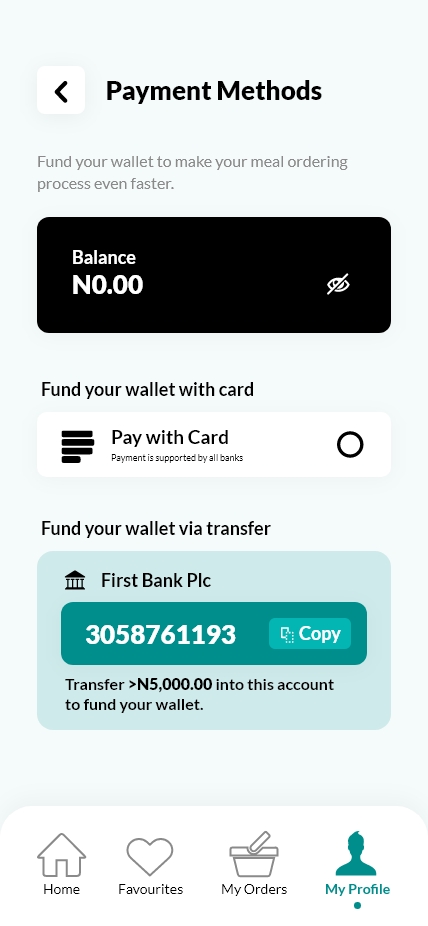 Payment Methods
Fund your wallet to make your meal ordering
process even faster.
Balance
N0.00
Fund your wallet with card
Pay with Card
Payment is supported by all banks
Fund your wallet via transfer
First Bank Plc
3058761193
Copy
Transfer >N5,000.00 into this account
to fund your wallet.
Home
Favourites
My Orders
My Profile